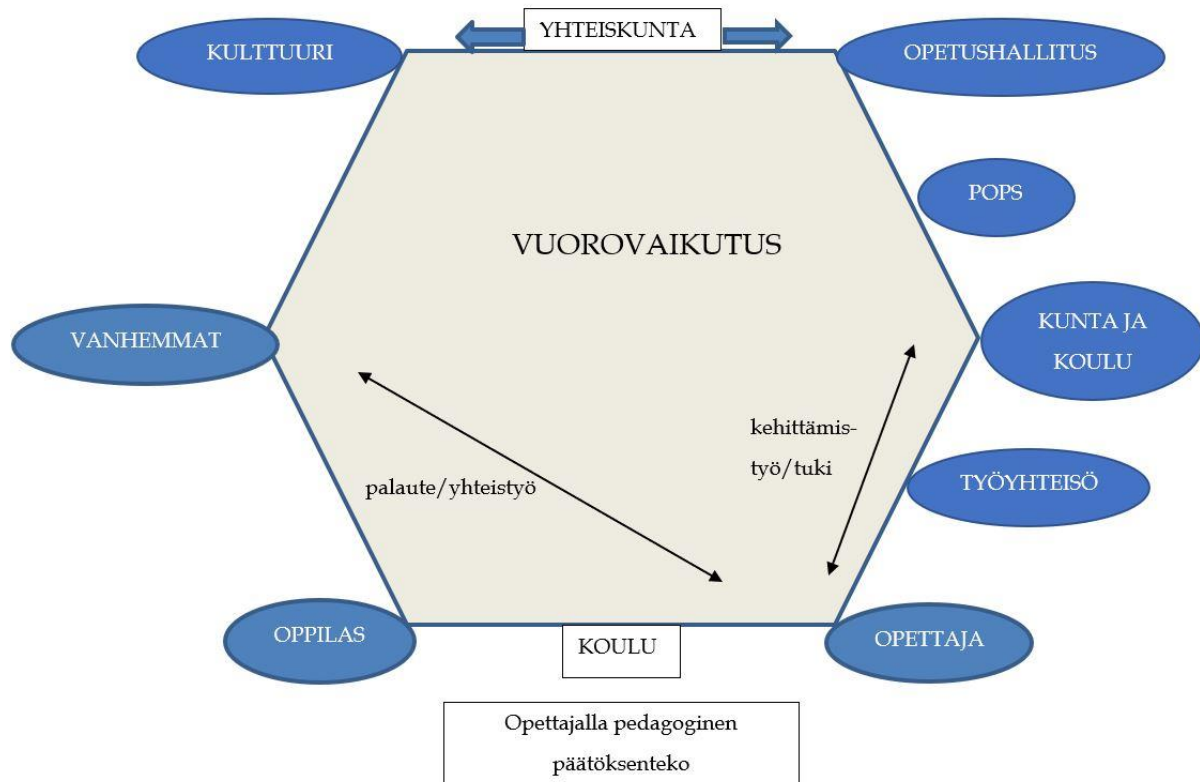 YHTEISKUNTA
KULTTUURI
OPETUSHALLITUS
POPS
VUOROVAIKUTUS
VANHEMMAT
KUNTA JA
KOULU
kehittämis-
työ/tuki
palaute/yhteistyö
TYÖYHTEISÖ
OPPILAS
KOULU
OPETTAJA
Opettajalla pedagoginen
päätöksenteko